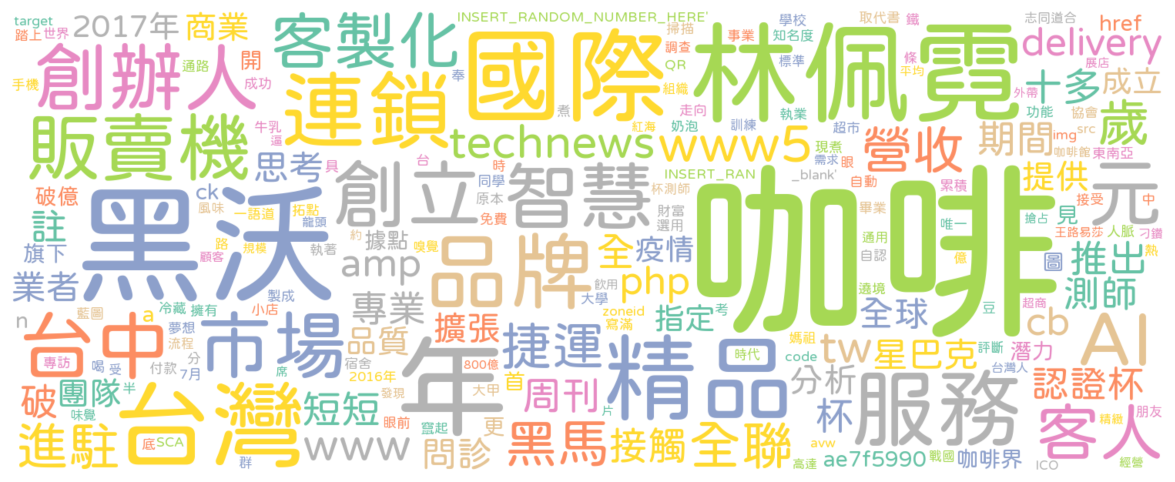 target
踏上
世界
2017年
商業
客製化
INSERT_RANDOM_NUMBER_HERE'
掃描
調查
QR
組織
走向
事業
學校
知名度
標準
執業
取代書
鐵
條
平均
志同道合
href
delivery
展店
創辦人
通路
開
成功
手機
連鎖
奉
國際
林佩霓
外帶
十多
成立
功能
協會
歲
販賣機
牛乳
逼
思考
具
technews
煮
紅海
奶泡
訓練
www5
超市
現煮
需求
眼
營收
期間
img
src
咖啡館
東南亞
破億
ck
風味
一語道
拓點
龍頭
註
旗下
路
規模
顧客
執著
台
時
同學
原本
免費
創立
智慧
約
嗅覺
據點
INSERT_RAN
_blank'
杯測師
財富
選用
自動
累積
提供
見
接受
中
元
人脈
刁鑽
王路易莎
搶占
唯一
畢業
通用
自認
黑沃
咖啡
品牌
全
疫情
飲用
大學
amp
專業
業者
n
藍圖
a
冷藏
擁有
製成
小店
夢想
流程
php
zoneid
寫滿
指定
考
遶境
全球
億
圖
豆
超商
推出
測師
熱
台中
市場
品質
擴張
捷運
媽祖
tw
code
時代
星巴克
評斷
潛力
台灣人
cb
AI
專訪
喝
受
付款
分
7月
宿舍
席
2016年
800億
首
大甲
發現
年
精品
分析
認證杯
破
團隊
半
味覺
台灣
短短
眼前
更
竄起
周刊
片
杯
服務
精緻
朋友
客人
進駐
底
SCA
群
www
問診
黑馬
接觸
全聯
avw
高達
ae7f5990
戰國
咖啡界
ICO
經營